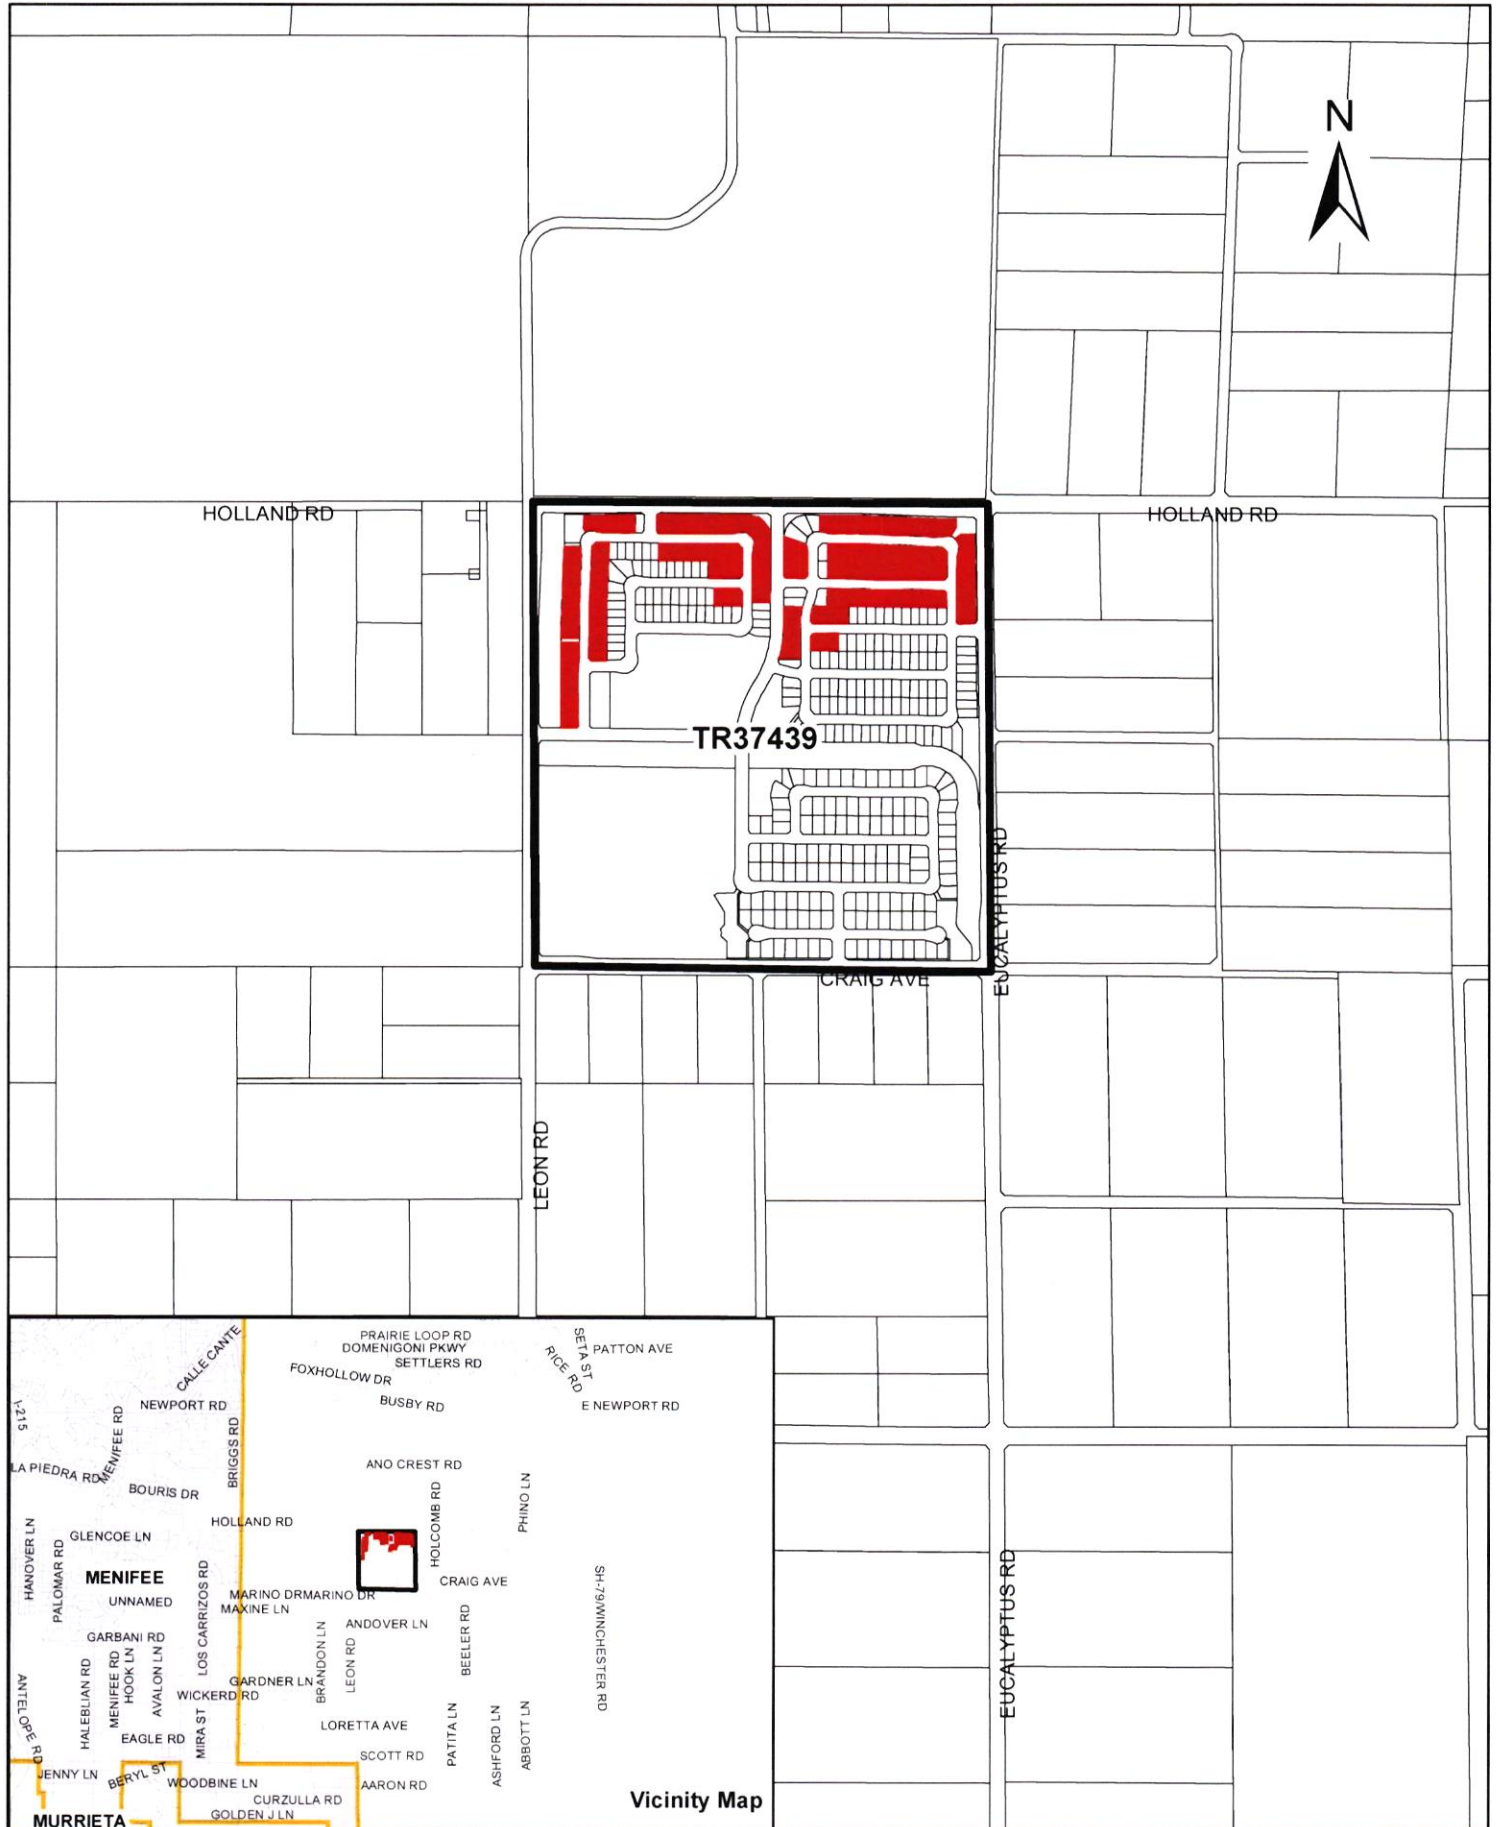 N
HOLLAND RD
HOLLAND RD
TR37439
EUCALYPTUS RD
CRAIG AVE
LEON RD
EUCALYPTUS RD
CALLE CANTE
PRAIRIE LOOP RD
DOMENIGONI PKWY
SETTLERS RD
FOXHOLLOW DR
BUSBY RD
SETA ST
RICE RD
PATTON AVE
E NEWPORT RD
I-215
NEWPORT RD
MENIFEE RD
BRIGGS RD
LA PIEDRA RD
BOURIS DR
ANO CREST RD
HOLCOMB RD
PHINO LN
HOLLAND RD
HANOVER LN
GLENCOE LN
PALOMAR RD
MENIFEE
UNNAMED
LOS CARRIZOS RD
MARINO DRMARINO DR
MAXINE LN
CRAIG AVE
SH-79/WINCHESTER RD
GARBANI RD
ANDOVER LN
BRANDON LN
LEON RD
BEELER RD
ANTELOPE RD
HALEBLIAN RD
MENIFEE RD
HOOK LN
AVALON LN
GARDNER LN
WICKERD RD
MIRA ST
EAGLE RD
LORETTA AVE
PATITA LN
ASHFORD LN
ABBOTT LN
SCOTT RD
JENNY LN
BERYL ST
WOODBINE LN
AARON RD
CURZULLA RD
GOLDEN J LN
MURRIETA
Vicinity Map